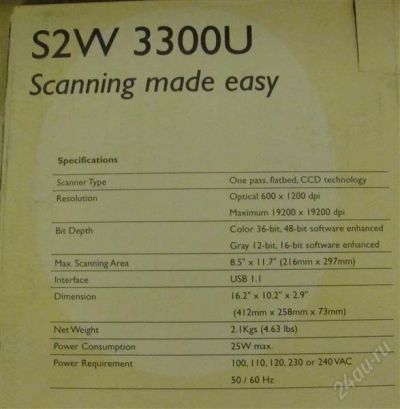 S2W 3300U
Scanning made easy
Specifications
Scanner Type One pass, flatbed, CCD technology
Resolution Optical 600 x 1200 dpi
Maximum 19200 x 19200 dpi
Bit Depth Color 36-bit, 48-bit software enhanced
Gray 12-bit, 16-bit software enhanced
Max. Scanning Area 8.5" x 11.7" (216mm x 297mm)
Interface USB 1.1
Dimension 16.2" x 10.2" x 2.9"
(412mm x 258mm x 73mm)
Net Weight 2.1Kgs (4.63 lbs)
Power Consumption 25W max.
Power Requirement 100, 110, 120, 230 or 240VAC
50 / 60 Hz
24au.ru